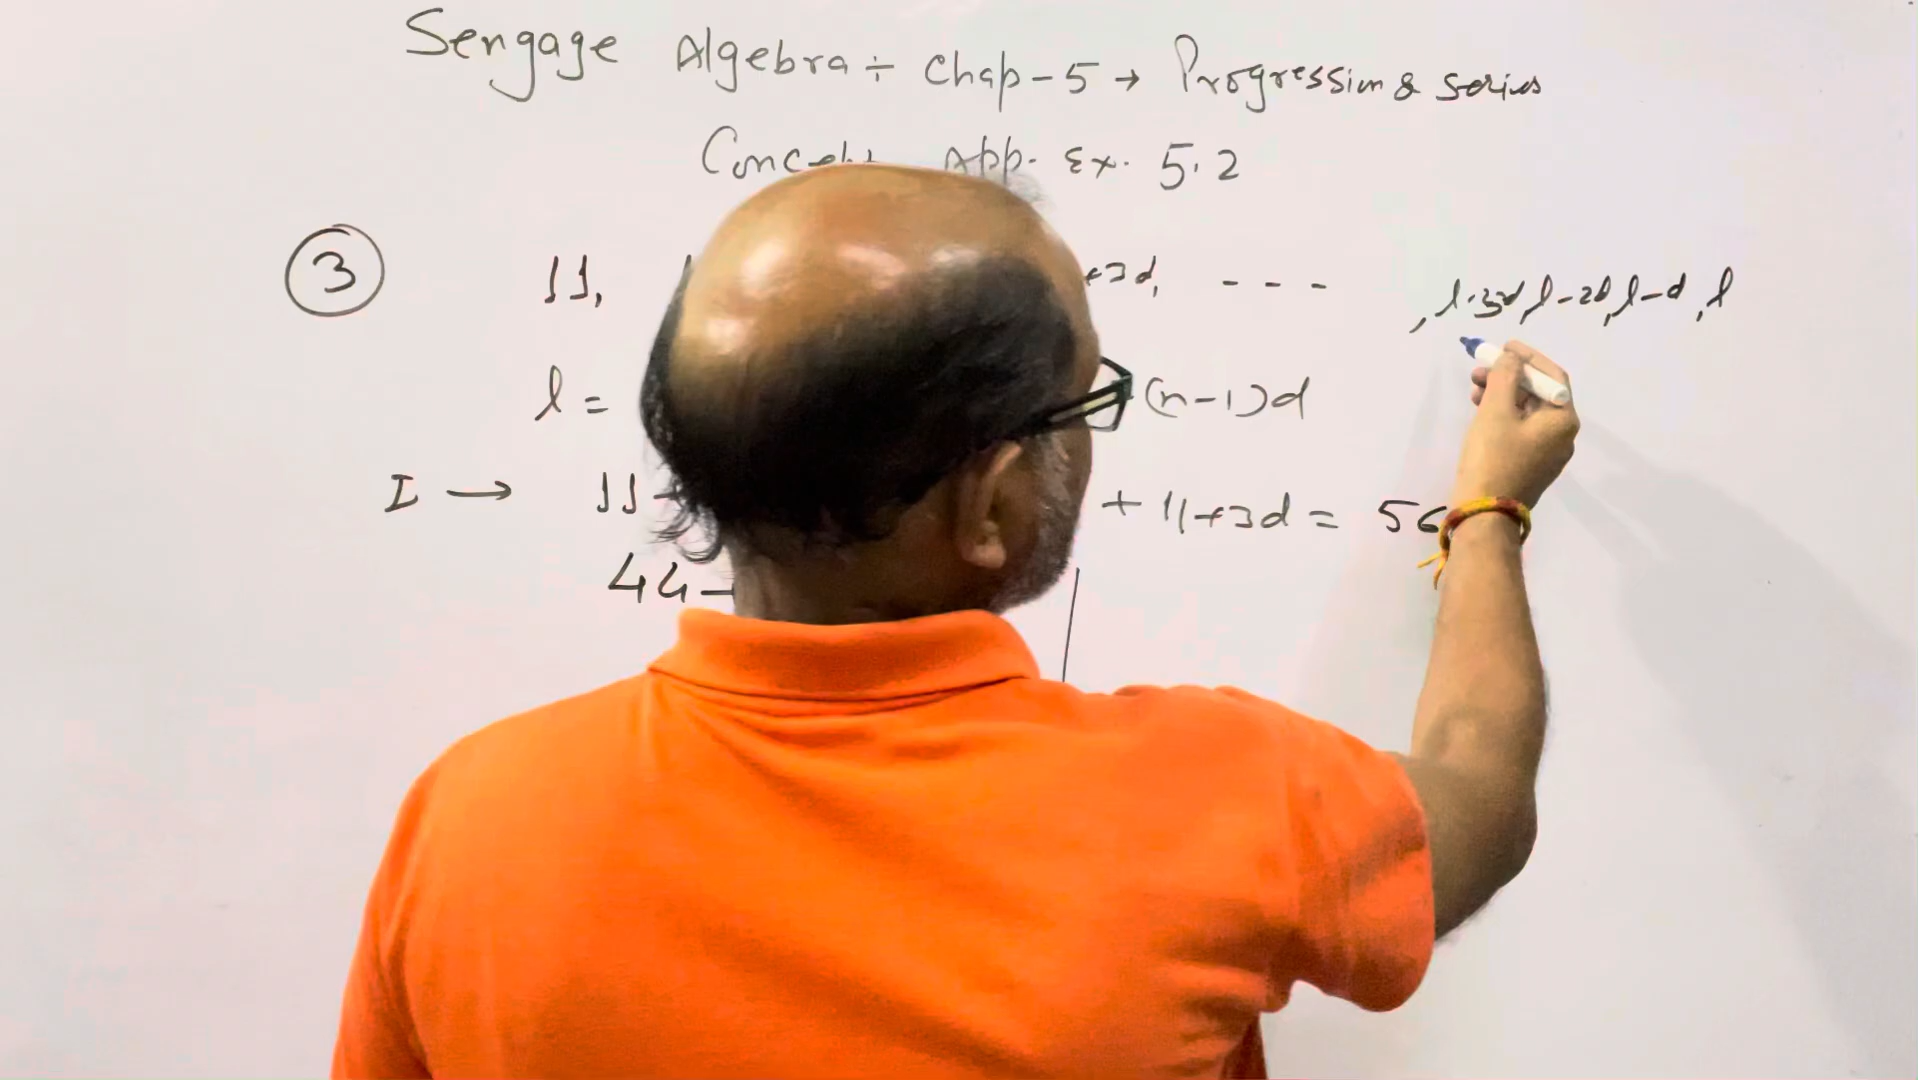 Sengage Algebra ÷ Chap-5 → Progression & series
App. Ex. 5.2
3 11, +3d, - - - , l-3d, l-2d, l-d, l
l = (n-1)d
I → 11 + 11+3d = 56
44